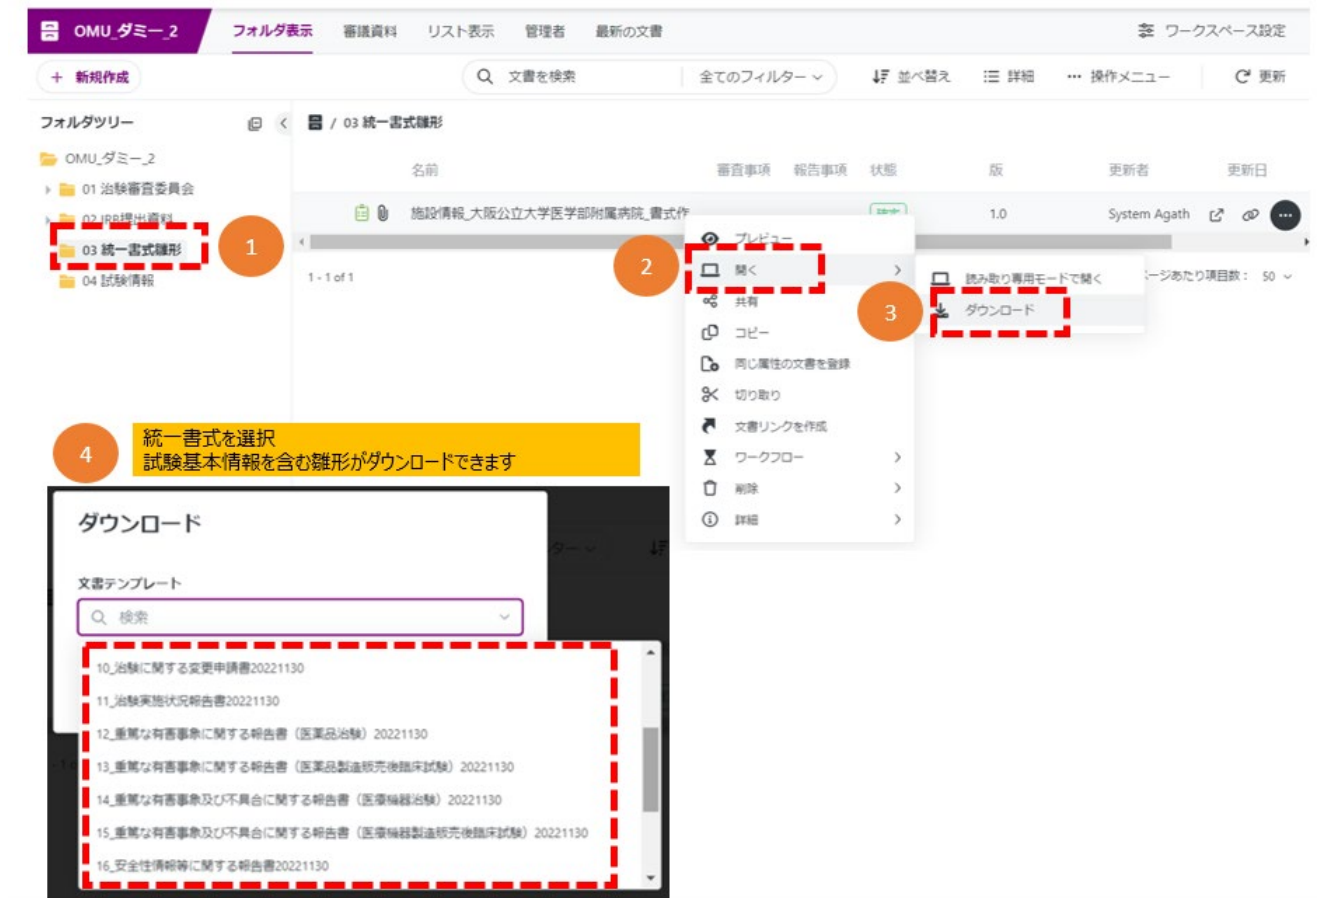 OMU_ダミー_2
フォルダ表示
審議資料
リスト表示
管理者
最新の文書
ワークスペース設定
+ 新規作成
文書を検索
全てのフィルター
並べ替え
詳細
操作メニュー
更新
フォルダツリー
/ 03 統一書式雛形
OMU_ダミー_2
名前
審査事項
報告事項
状態
版
更新者
更新日
01 治験審査委員会
02 IRB提出資料
施設情報_大阪公立大学医学部附属病院_書式作
確定
1.0
System Agath
03 統一書式雛形
1
04 試験情報
1 - 1 of 1
2
プレビュー
開く
読み取り専用モードで開く
ージあたり項目数： 50
共有
3
ダウンロード
コピー
同じ属性の文書を登録
切り取り
文書リンクを作成
ワークフロー
削除
詳細
4
統一書式を選択
試験基本情報を含む雛形がダウンロードできます
ダウンロード
ター
文書テンプレート
検索
10_治験に関する変更申請書20221130
11_治験実施状況報告書20221130
12_重篤な有害事象に関する報告書（医薬品治験）20221130
13_重篤な有害事象に関する報告書（医薬品製造販売後臨床試験）20221130
14_重篤な有害事象及び不具合に関する報告書（医療機器治験）20221130
15_重篤な有害事象及び不具合に関する報告書（医療機器製造販売後臨床試験）20221130
16_安全性情報等に関する報告書20221130